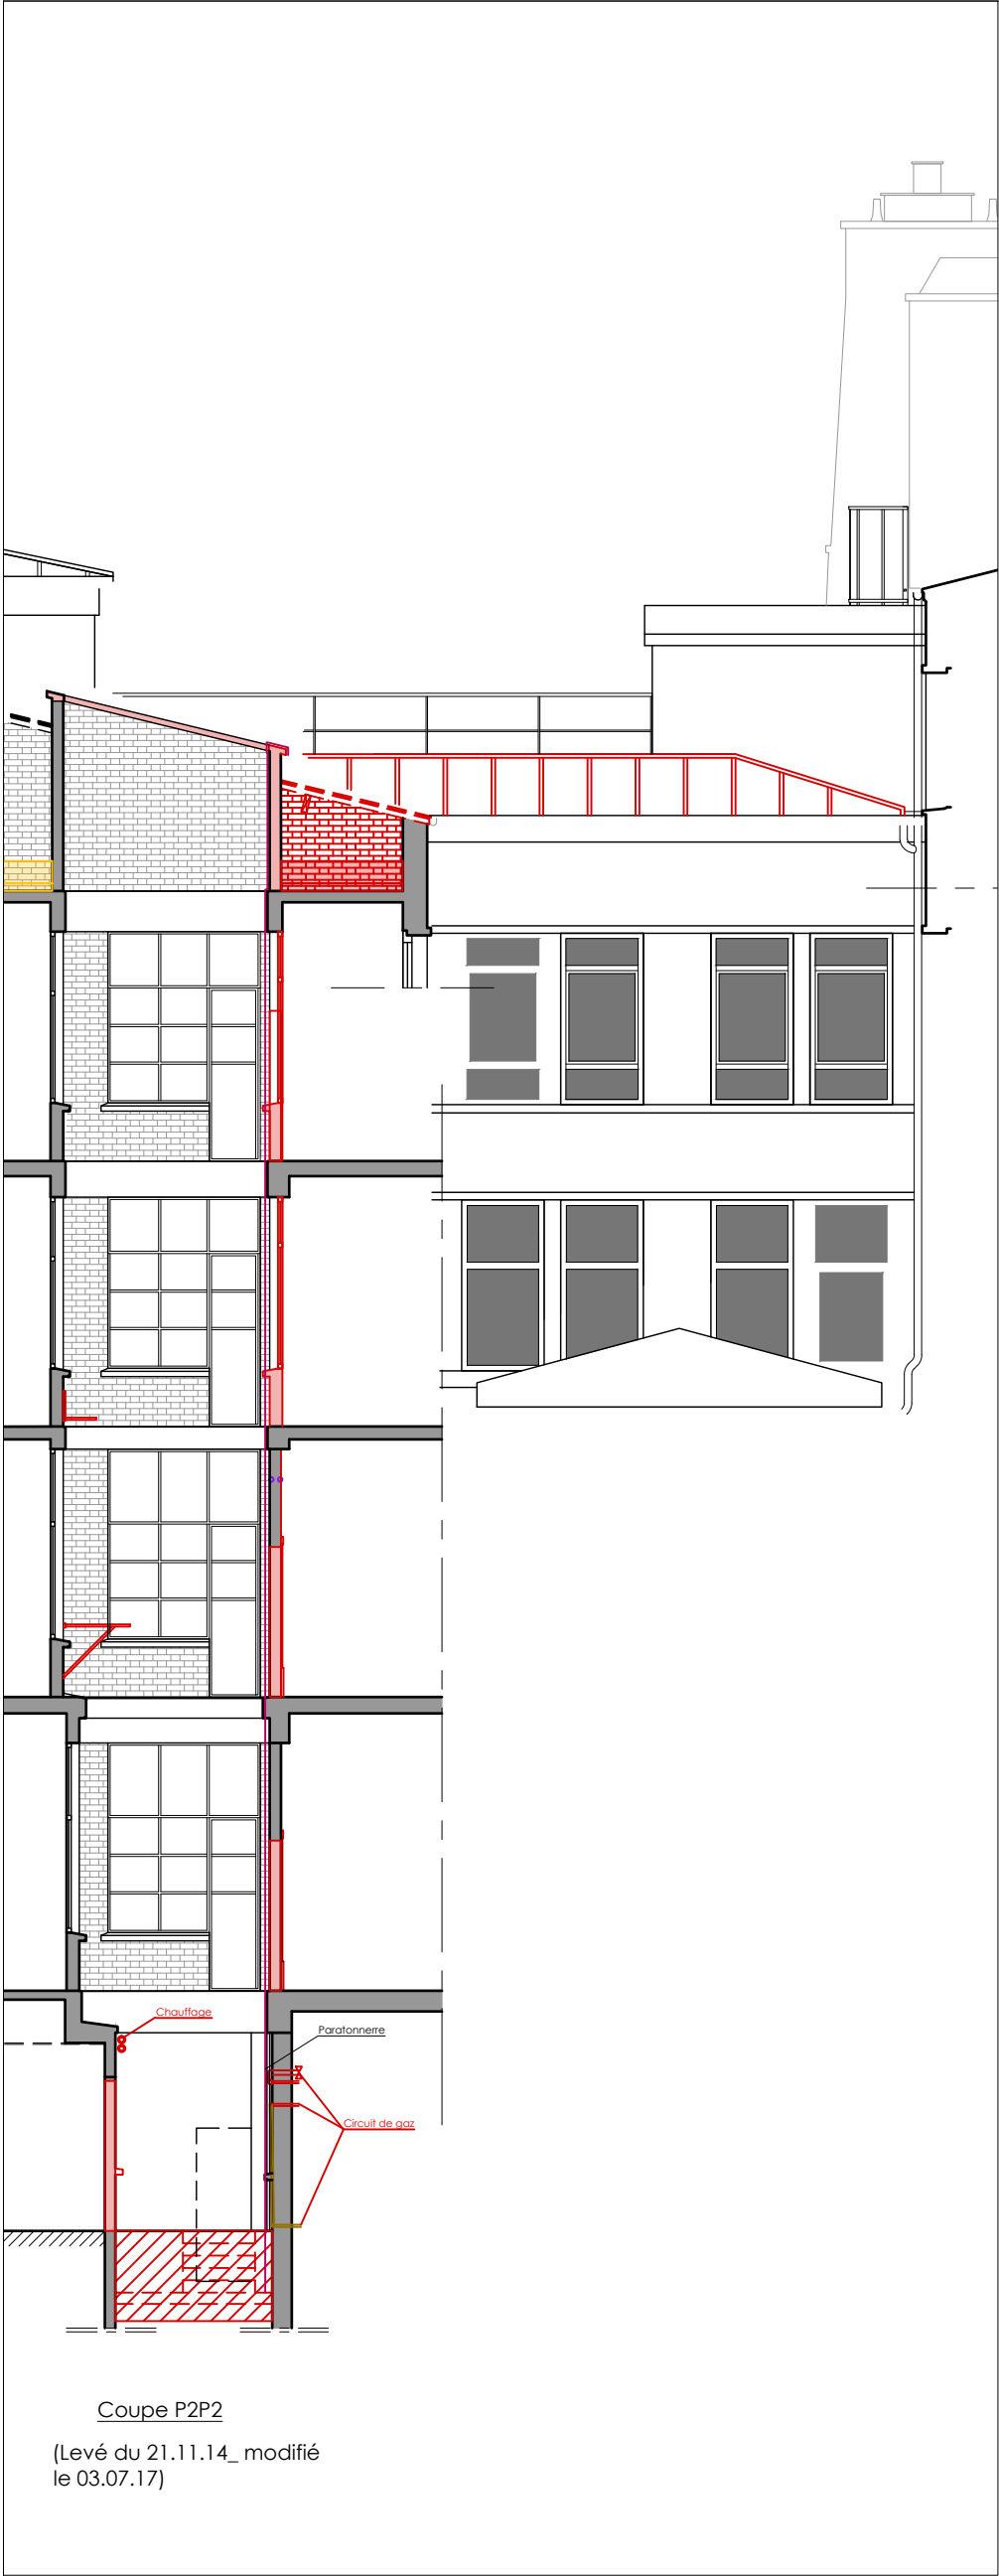 Chauffage
Paratonnerre
Circuit de gaz
Coupe P2P2
(Levé du 21.11.14_ modifié
le 03.07.17)